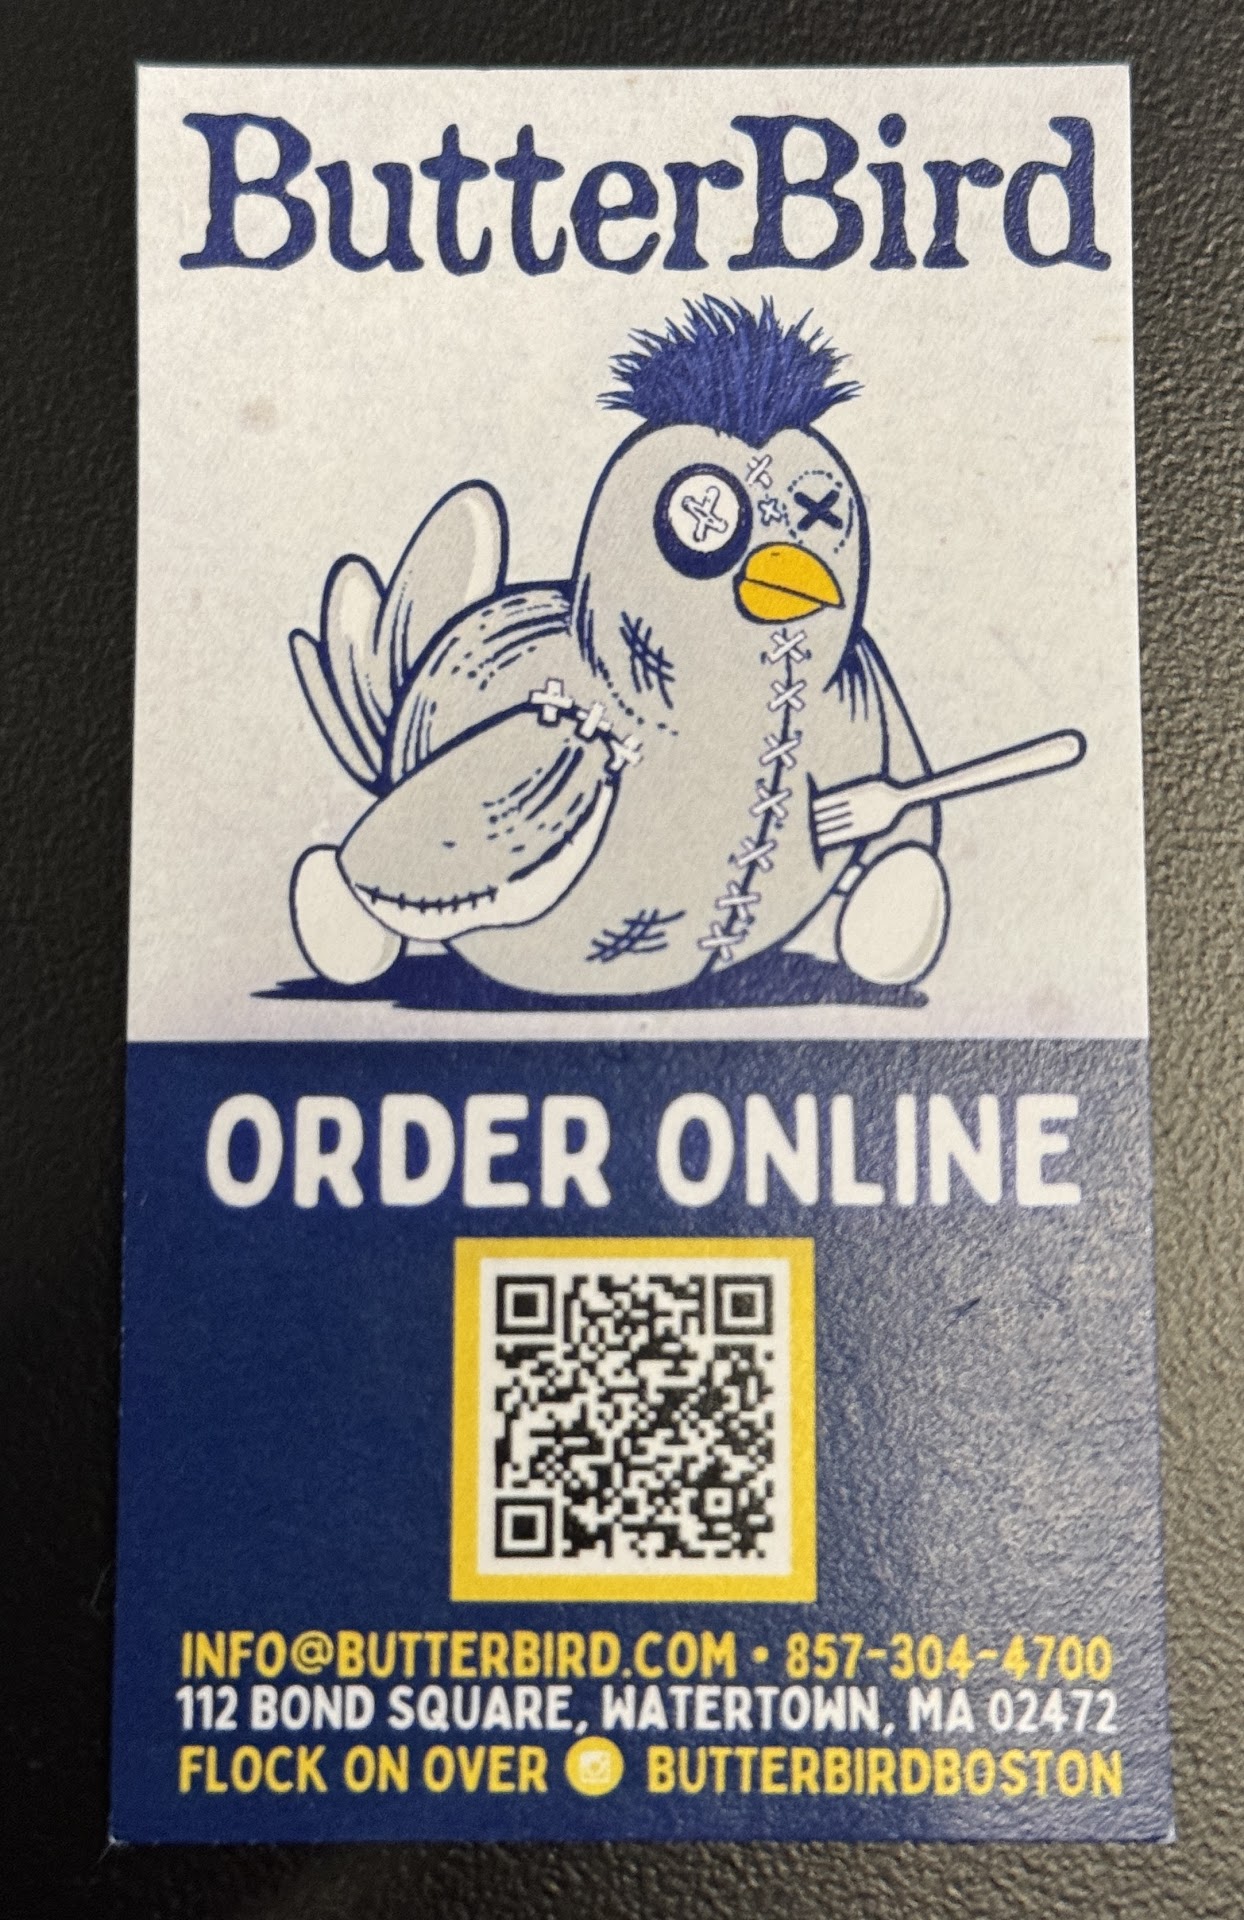 ButterBird
ORDER ONLINE
INFO@BUTTERBIRD.COM • 857-304-4700
112 BOND SQUARE, WATERTOWN, MA 02472
FLOCK ON OVER BUTTERBIRDBOSTON